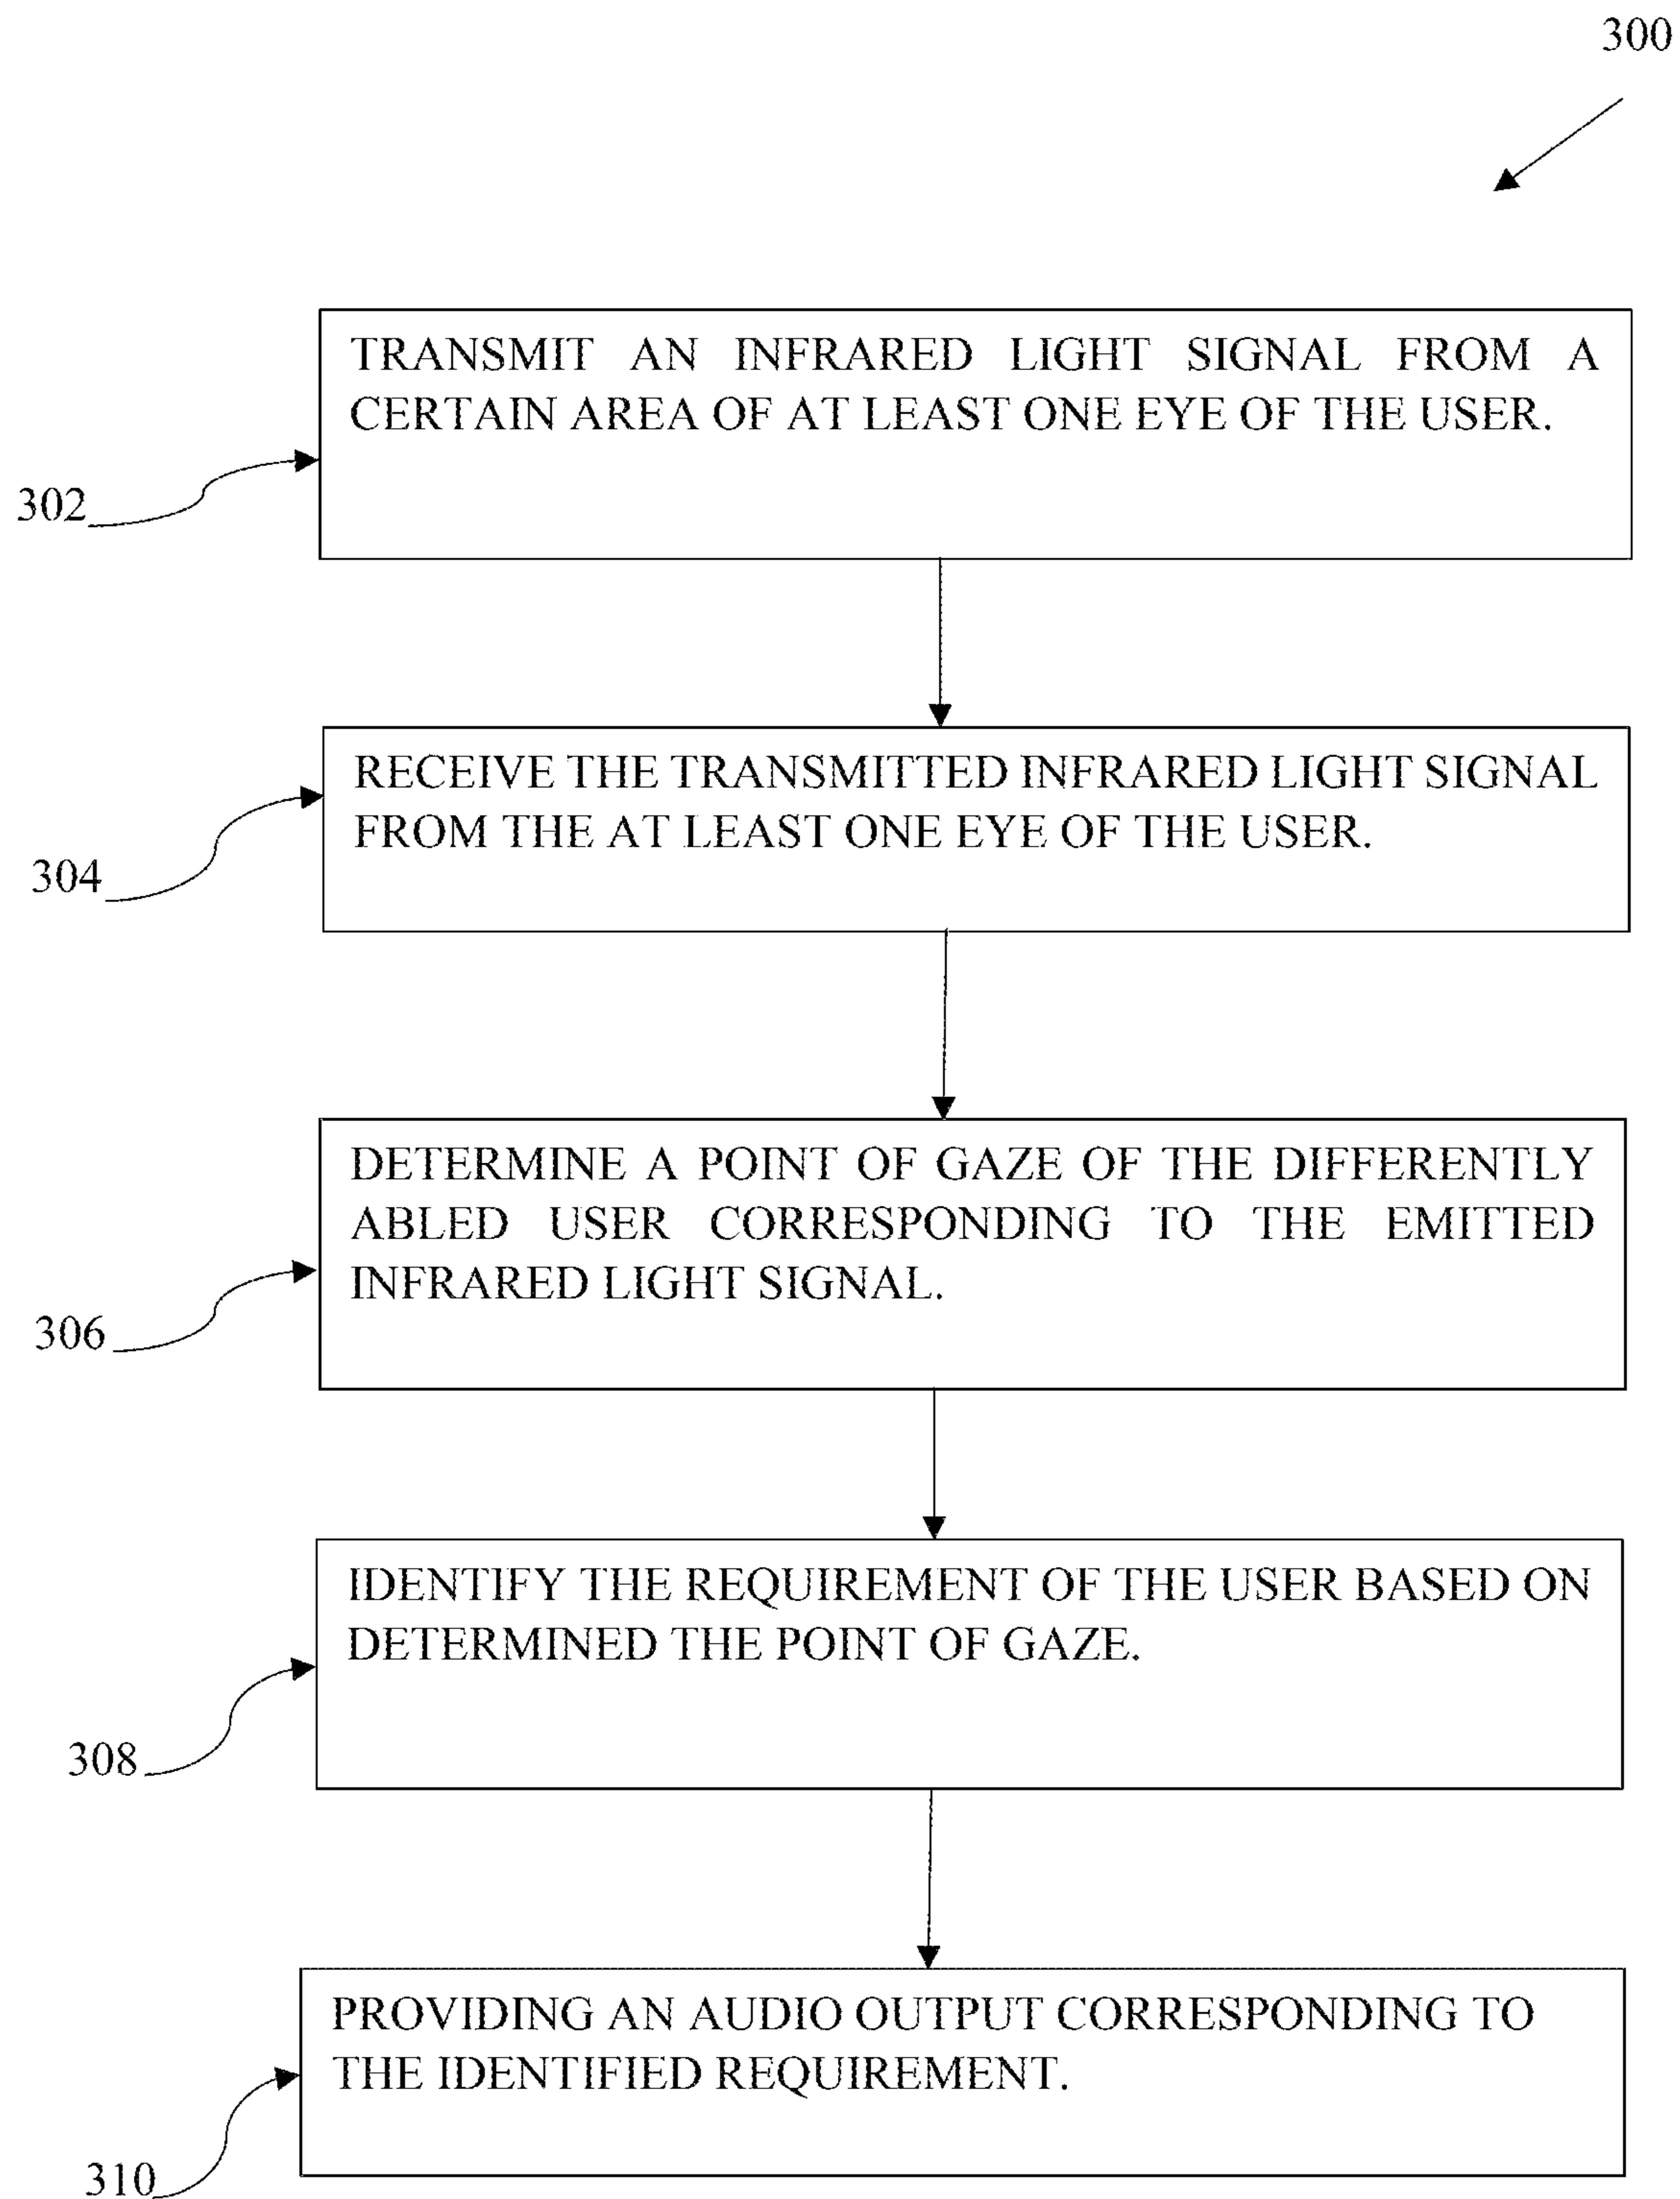 300
TRANSMIT AN INFRARED LIGHT SIGNAL FROM A
CERTAIN AREA OF AT LEAST ONE EYE OF THE USER.
302
RECEIVE THE TRANSMITTED INFRARED LIGHT SIGNAL
FROM THE AT LEAST ONE EYE OF THE USER.
304
DETERMINE A POINT OF GAZE OF THE DIFFERENTLY
ABLED USER CORRESPONDING TO THE EMITTED
INFRARED LIGHT SIGNAL.
306
IDENTIFY THE REQUIREMENT OF THE USER BASED ON
DETERMINED THE POINT OF GAZE.
308
PROVIDING AN AUDIO OUTPUT CORRESPONDING TO
THE IDENTIFIED REQUIREMENT.
310